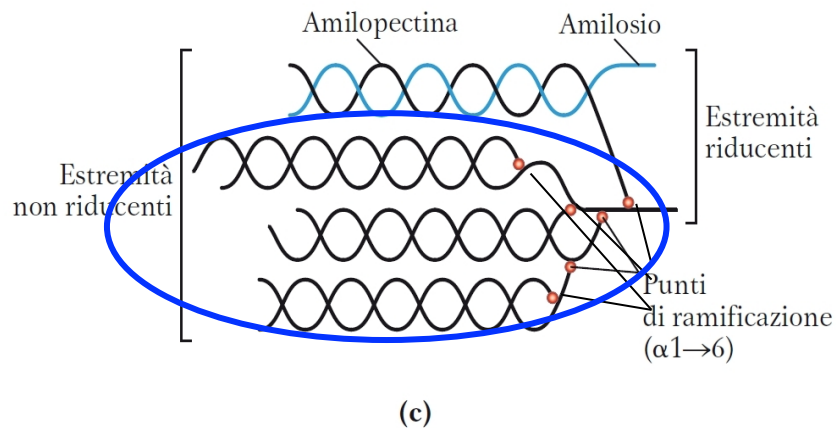 Amilopectina
Amilosio
Estremità
riducenti
Estremità
non riducenti
Punti
di ramificazione
(α1→6)
(c)